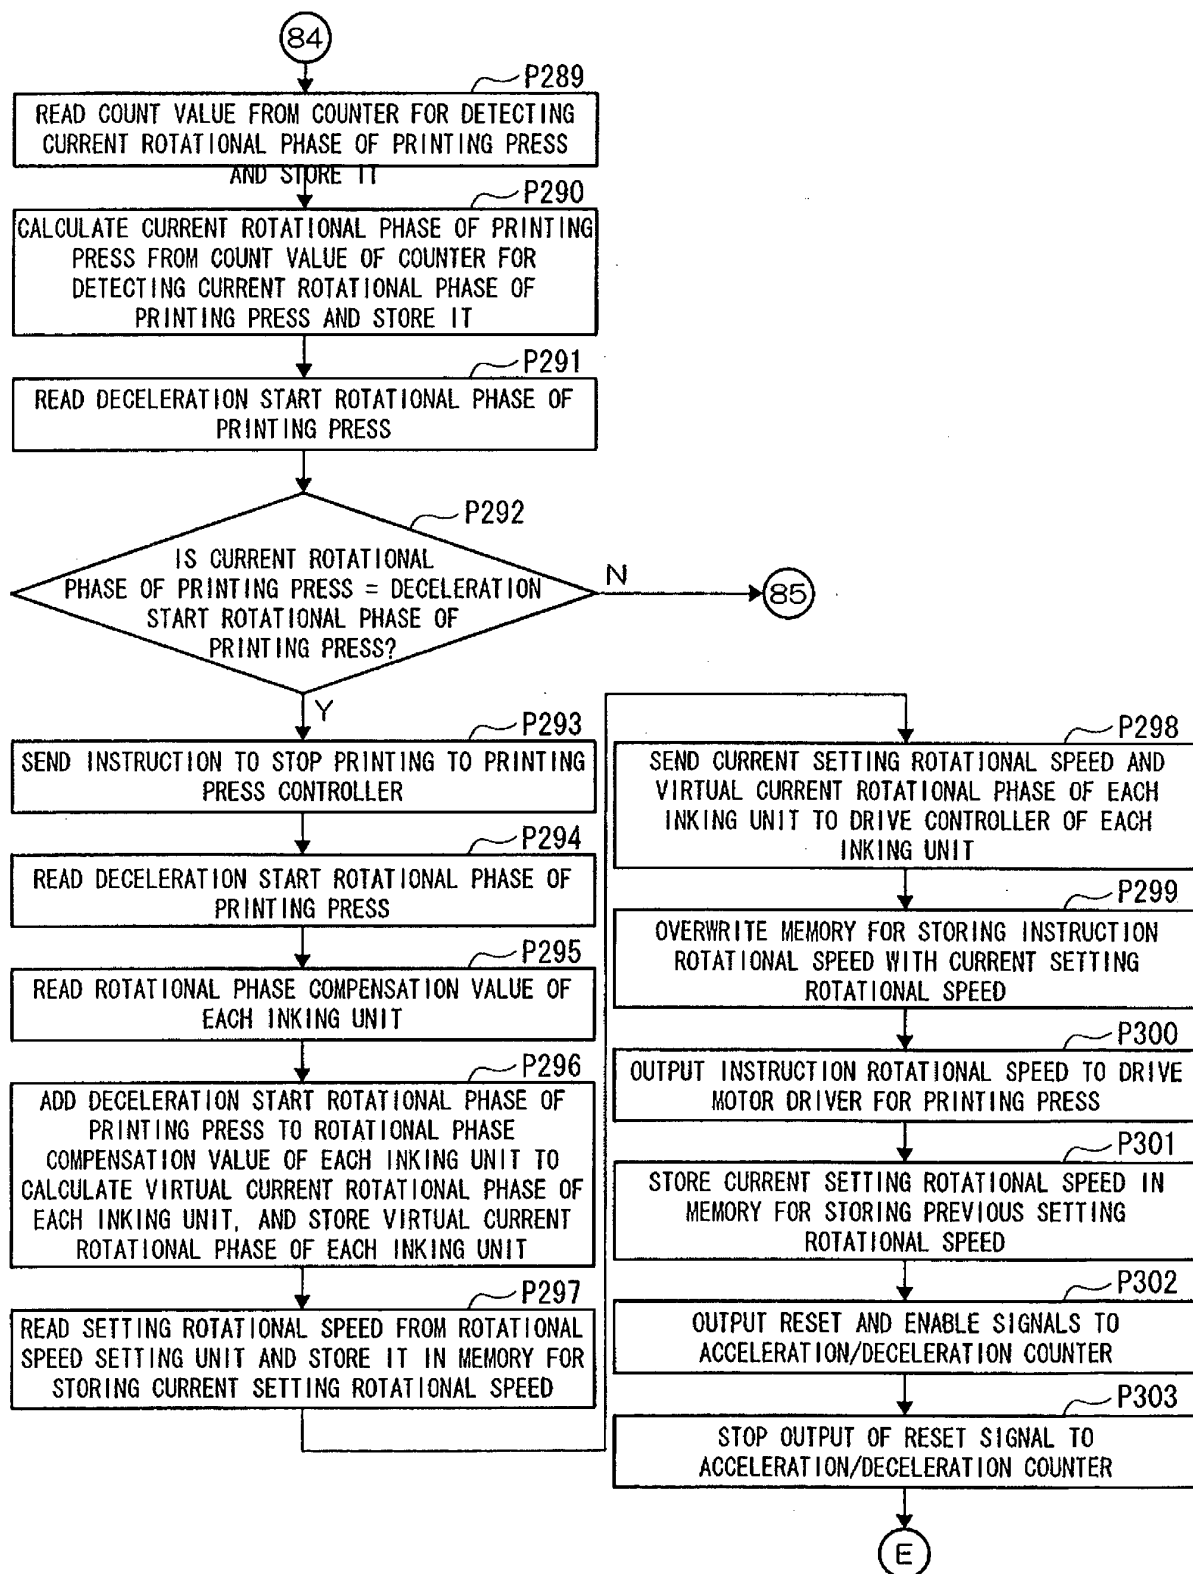 84
P289
READ COUNT VALUE FROM COUNTER FOR DETECTING
CURRENT ROTATIONAL PHASE OF PRINTING PRESS
AND STORE IT
P290
CALCULATE CURRENT ROTATIONAL PHASE OF PRINTING
PRESS FROM COUNT VALUE OF COUNTER FOR
DETECTING CURRENT ROTATIONAL PHASE OF
PRINTING PRESS AND STORE IT
P291
READ DECELERATION START ROTATIONAL PHASE OF
PRINTING PRESS
P292
IS CURRENT ROTATIONAL
PHASE OF PRINTING PRESS = DECELERATION
START ROTATIONAL PHASE OF
PRINTING PRESS?
N
85
Y
P293
SEND INSTRUCTION TO STOP PRINTING TO PRINTING
PRESS CONTROLLER
P294
READ DECELERATION START ROTATIONAL PHASE OF
PRINTING PRESS
P295
READ ROTATIONAL PHASE COMPENSATION VALUE OF
EACH INKING UNIT
P296
ADD DECELERATION START ROTATIONAL PHASE OF
PRINTING PRESS TO ROTATIONAL PHASE
COMPENSATION VALUE OF EACH INKING UNIT TO
CALCULATE VIRTUAL CURRENT ROTATIONAL PHASE OF
EACH INKING UNIT, AND STORE VIRTUAL CURRENT
ROTATIONAL PHASE OF EACH INKING UNIT
P297
READ SETTING ROTATIONAL SPEED FROM ROTATIONAL
SPEED SETTING UNIT AND STORE IT IN MEMORY FOR
STORING CURRENT SETTING ROTATIONAL SPEED
P298
SEND CURRENT SETTING ROTATIONAL SPEED AND
VIRTUAL CURRENT ROTATIONAL PHASE OF EACH
INKING UNIT TO DRIVE CONTROLLER OF EACH
INKING UNIT
P299
OVERWRITE MEMORY FOR STORING INSTRUCTION
ROTATIONAL SPEED WITH CURRENT SETTING
ROTATIONAL SPEED
P300
OUTPUT INSTRUCTION ROTATIONAL SPEED TO DRIVE
MOTOR DRIVER FOR PRINTING PRESS
P301
STORE CURRENT SETTING ROTATIONAL SPEED IN
MEMORY FOR STORING PREVIOUS SETTING
ROTATIONAL SPEED
P302
OUTPUT RESET AND ENABLE SIGNALS TO
ACCELERATION/DECELERATION COUNTER
P303
STOP OUTPUT OF RESET SIGNAL TO
ACCELERATION/DECELERATION COUNTER
E